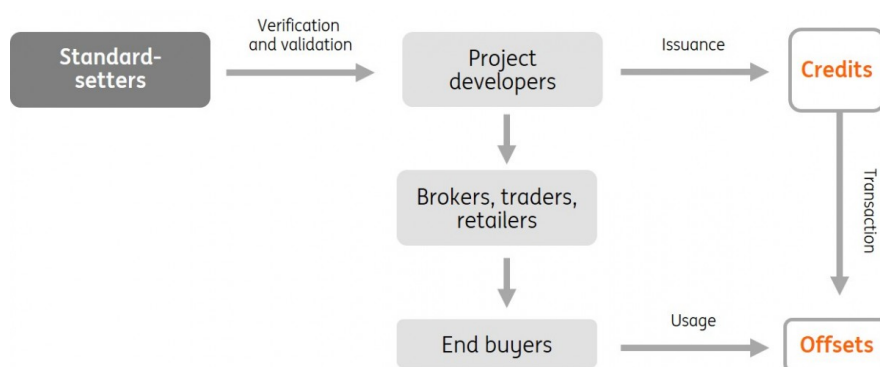 Verification
and validation
Standard-
setters
Project
developers
Issuance
Credits
Brokers, traders,
retailers
Transaction
End buyers
Usage
Offsets